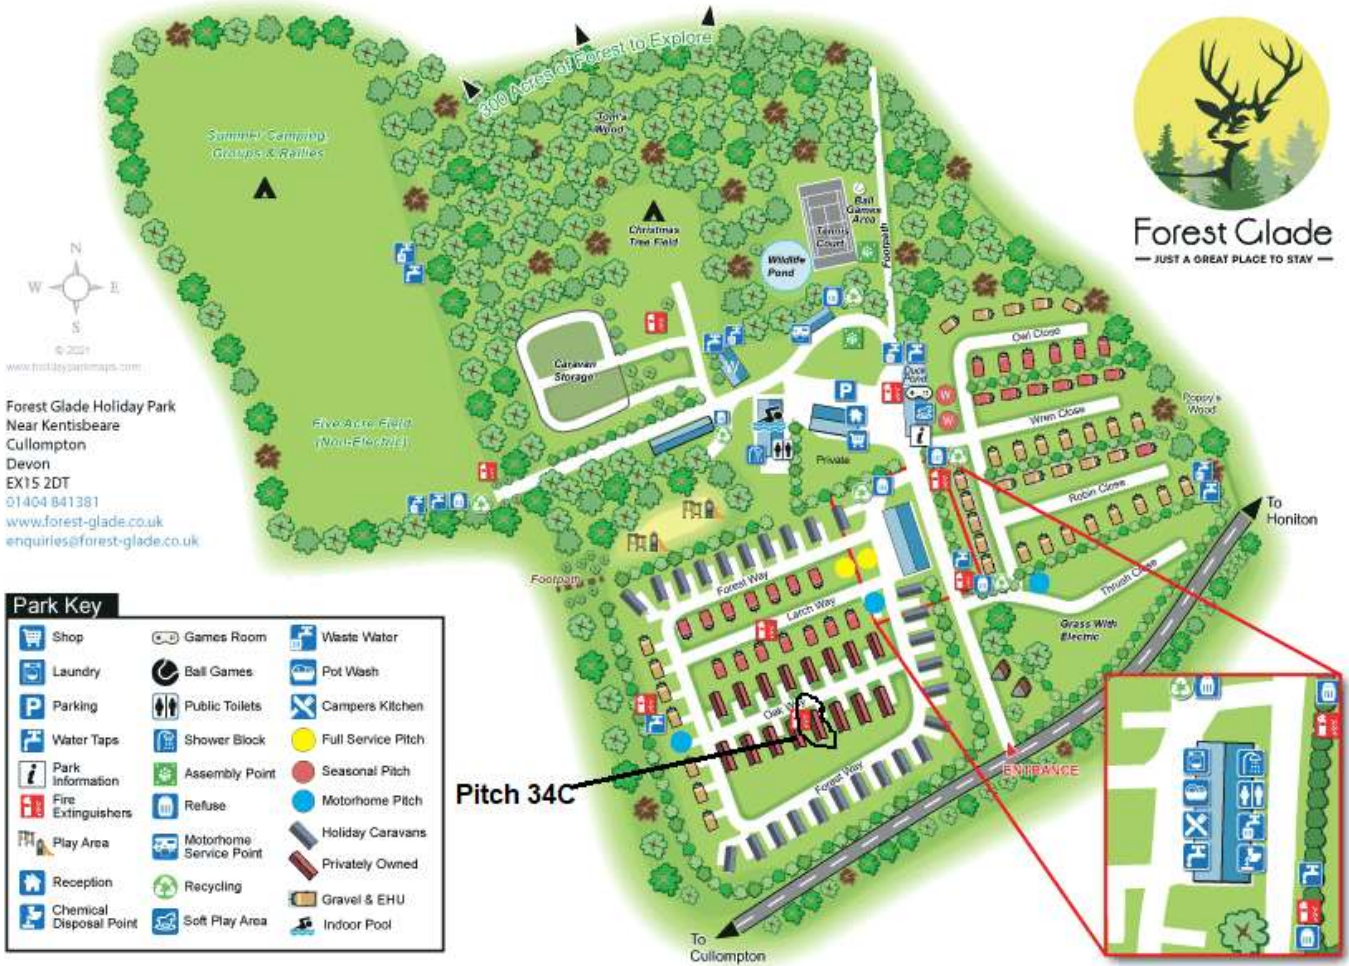 300 Acres of Forest to Explore
Summer Camping,
Groups & Rallies
Tom's
Wood
Christmas
Tree Field
Ball
Games
Area
Tennis
Court
Footpath
Wildlife
Pond
Forest Glade
JUST A GREAT PLACE TO STAY
N
W
E
S
© 2021
www.holidayparkmaps.com
Forest Glade Holiday Park
Near Kentisbeare
Cullompton
Devon
EX15 2DT
01404 841381
www.forest-glade.co.uk
enquiries@forest-glade.co.uk
Caravan
Storage
Five Acre Field
(Non-Electric)
Duck
Pond
P
W
W
i
Private
Owl Close
Wren Close
Robin Close
Thrush Close
Poppy's
Wood
To
Honiton
Grass With
Electric
Footpath
Forest Way
Larch Way
Oak Way
Forest Way
Pitch 34C
ENTRANCE
To
Cullompton
Park Key
Shop
Laundry
P Parking
Water Taps
i Park
Information
Fire
Extinguishers
Play Area
Reception
Chemical
Disposal Point
Games Room
Ball Games
Public Toilets
Shower Block
Assembly Point
Refuse
Motorhome
Service Point
Recycling
Soft Play Area
Waste Water
Pot Wash
Campers Kitchen
Full Service Pitch
Seasonal Pitch
Motorhome Pitch
Holiday Caravans
Privately Owned
Gravel & EHU
Indoor Pool